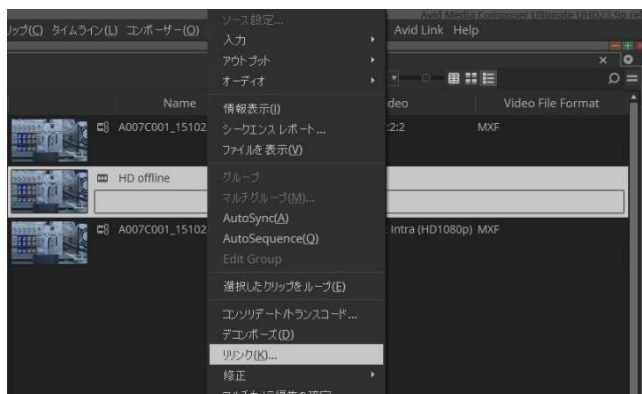 Avid Media Composer Ultimate UHD23.9p
ップ(C) タイムライン(L) コンポーザー(O)
Avid Link Help
ソース設定...
入力
アウトプット
オーディオ
情報表示(I)
シークエンス レポート...
ファイルを表示(V)
グループ
マルチグループ(M)...
AutoSync(A)
AutoSequence(Q)
Edit Group
選択したクリップをループ(E)
コンソリデート/トランスコード...
デコンポーズ(D)
リリンク(K)...
修正
Name deo Video File Format
A007C001_15102 :2:2 MXF
HD offline
A007C001_15102 Intra (HD1080p) MXF